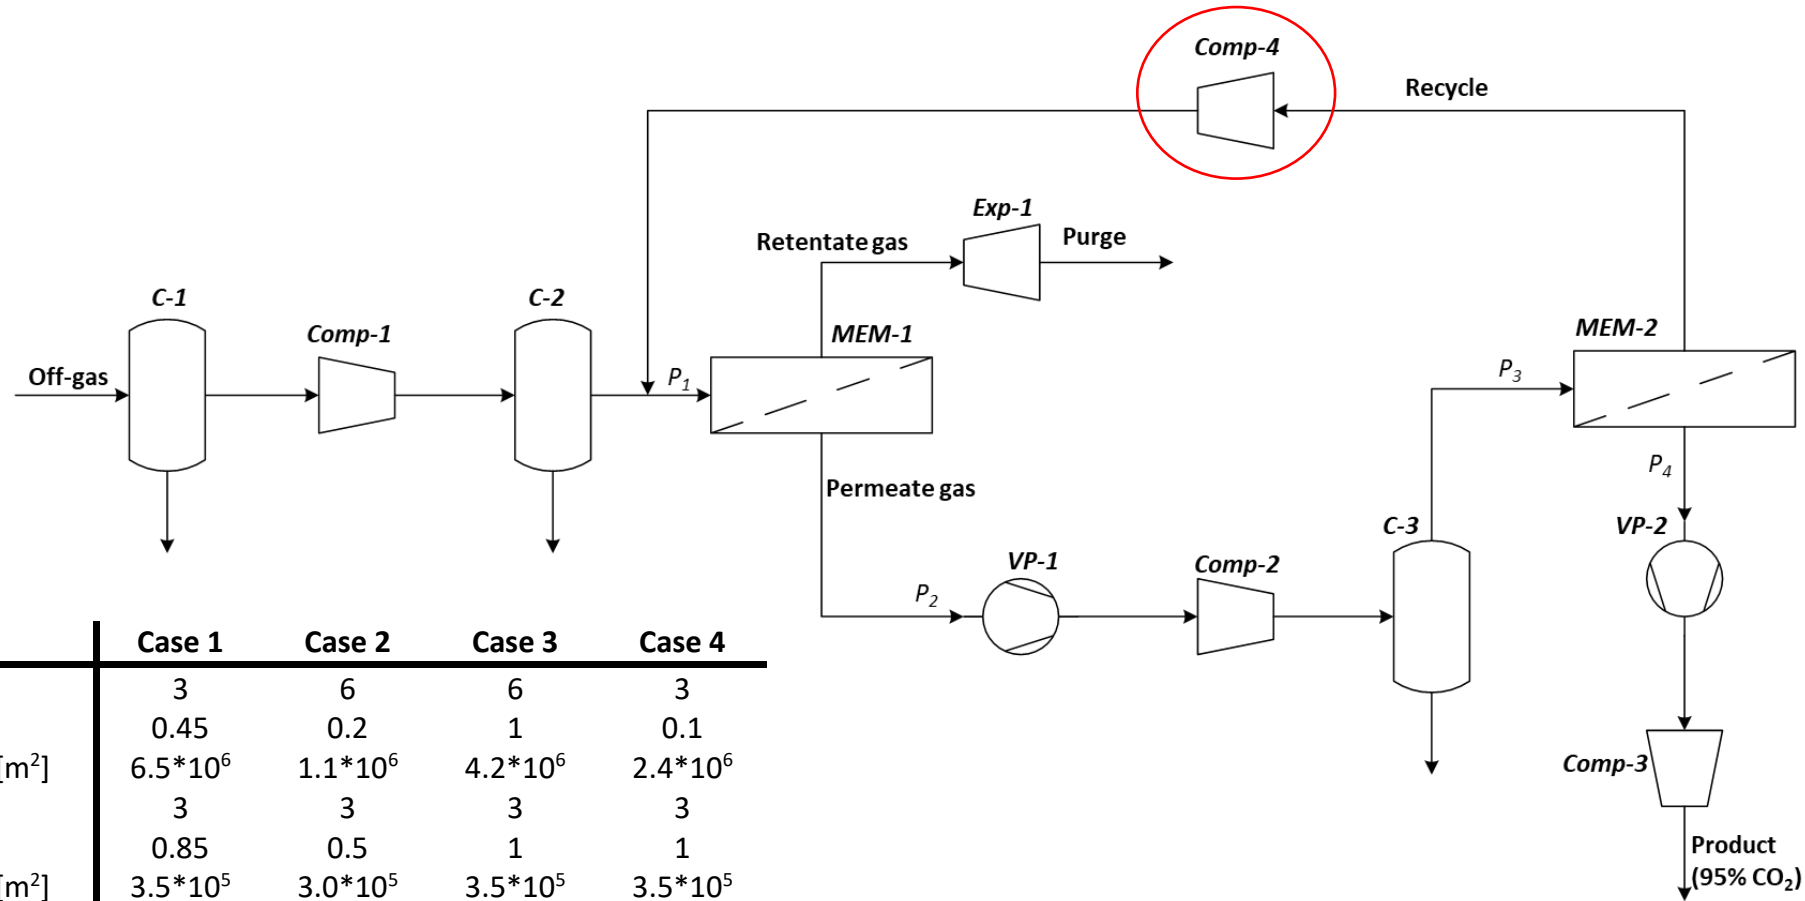 Comp-4
Recycle
Exp-1
Retentate gas
Purge
C-1
C-2
Comp-1
MEM-1
MEM-2
Off-gas
P1
P3
P4
Permeate gas
C-3
VP-2
VP-1
Comp-2
P2
Comp-3
Product
(95% CO2)
Case 1 Case 2 Case 3 Case 4
3 6 6 3
0.45 0.2 1 0.1
[m2] 6.5*10^6 1.1*10^6 4.2*10^6 2.4*10^6
3 3 3 3
0.85 0.5 1 1
[m2] 3.5*10^5 3.0*10^5 3.5*10^5 3.5*10^5